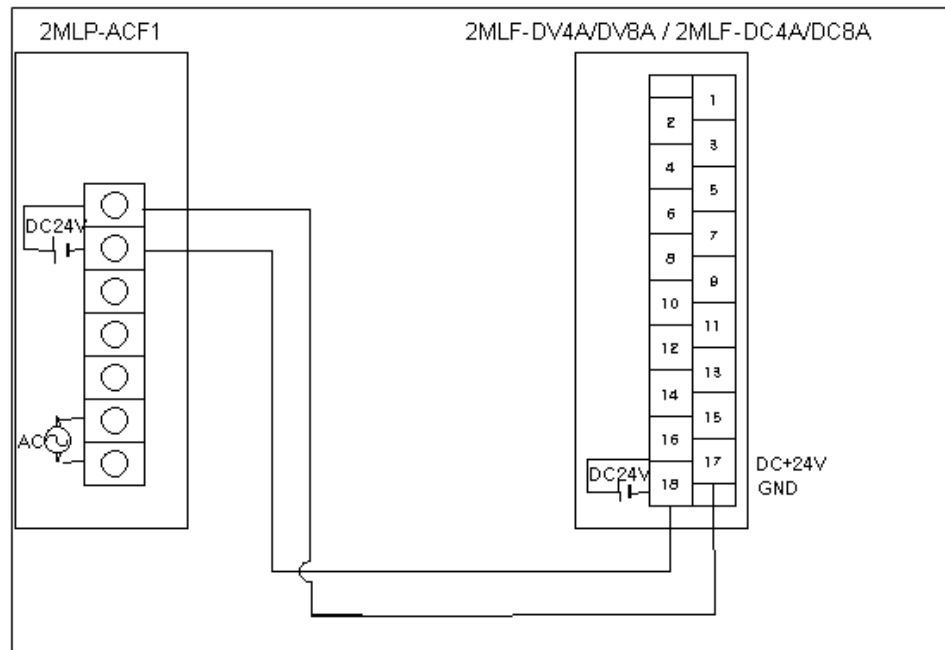 2MLP-ACF1
2MLF-DV4A/DV8A / 2MLF-DC4A/DC8A
1
2
3
4
5
6
7
8
9
10
11
12
13
14
15
16
17
18
DC24V
AC
DC24V
DC+24V
GND